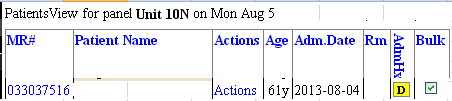 PatientsView for panel Unit 10N on Mon Aug 5
MR# Patient Name Actions Age Adm.Date Rm AdmHx Bulk
033037516 Actions 61y 2013-08-04 D